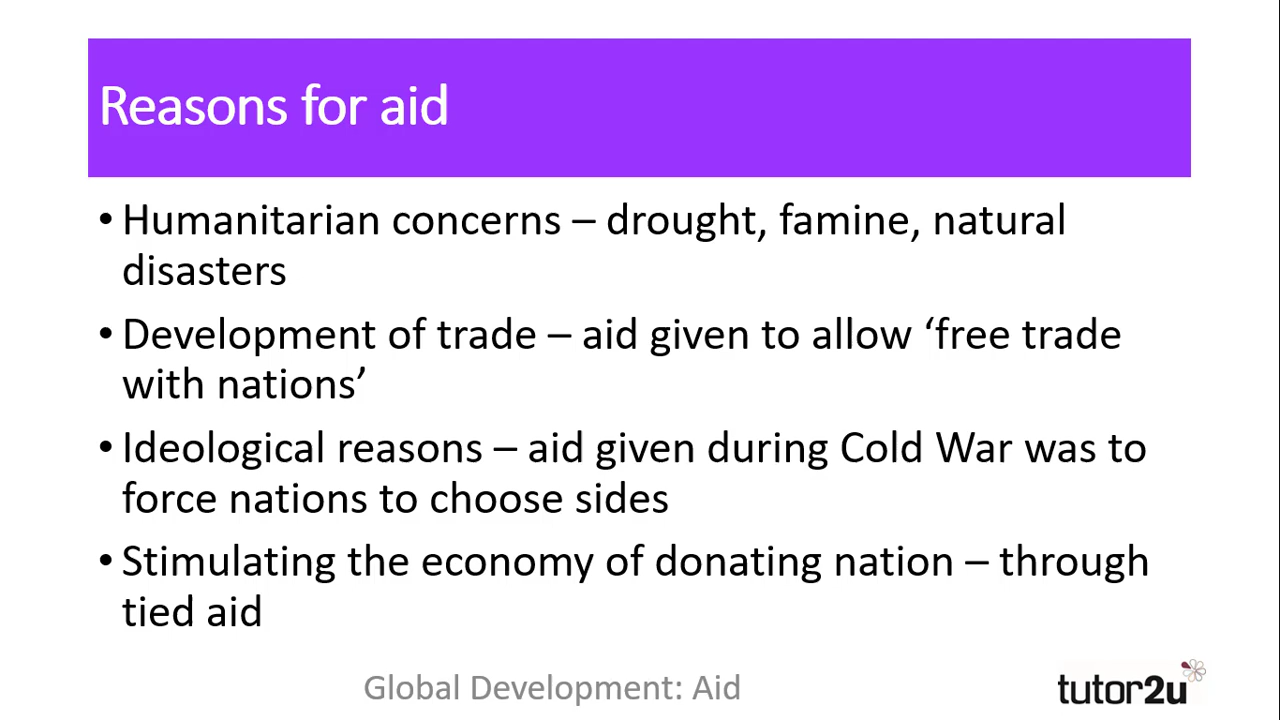 Reasons for aid
• Humanitarian concerns – drought, famine, natural
disasters
• Development of trade – aid given to allow ‘free trade
with nations’
• Ideological reasons – aid given during Cold War was to
force nations to choose sides
• Stimulating the economy of donating nation – through
tied aid
Global Development: Aid
tutor2u